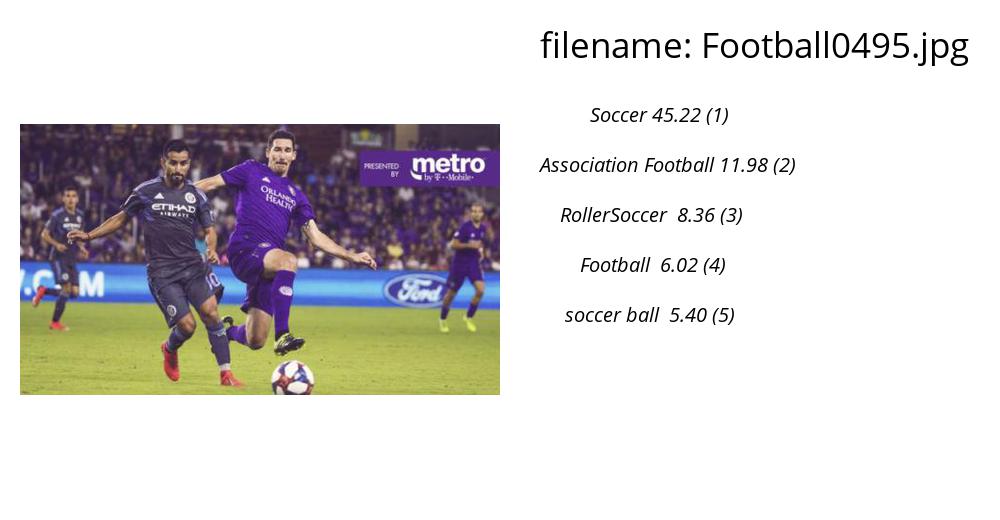 filename: Football0495.jpg
Soccer 45.22 (1)
Association Football 11.98 (2)
RollerSoccer 8.36 (3)
Football 6.02 (4)
soccer ball 5.40 (5)
PRESENTED
BY
metro
by T-Mobile
ORLANDO
HEALTH
ETIHAD
AIRWAYS
Ford